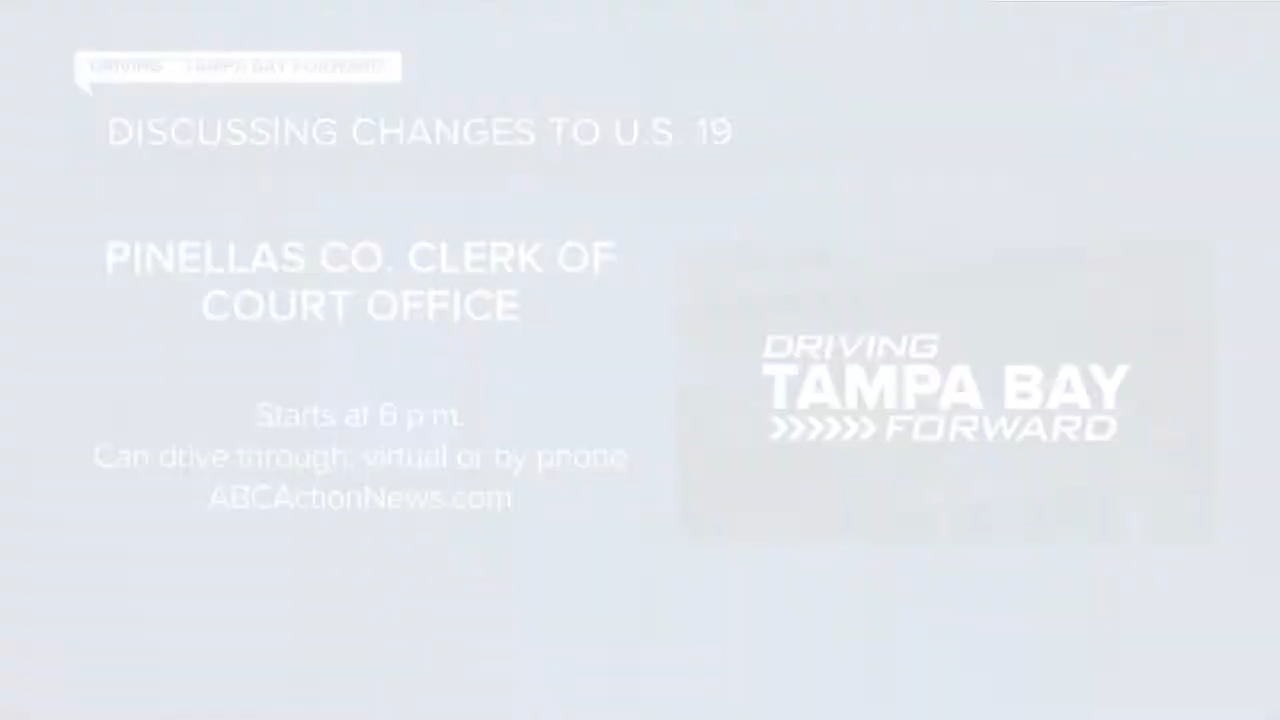 DRIVING TAMPA BAY FORWARD
DISCUSSING CHANGES TO U.S. 19
PINELLAS CO. CLERK OF
COURT OFFICE
Starts at 6 p.m.
Can drive through, virtual or by phone
ABCActionNews.com
DRIVING
TAMPA BAY
FORWARD